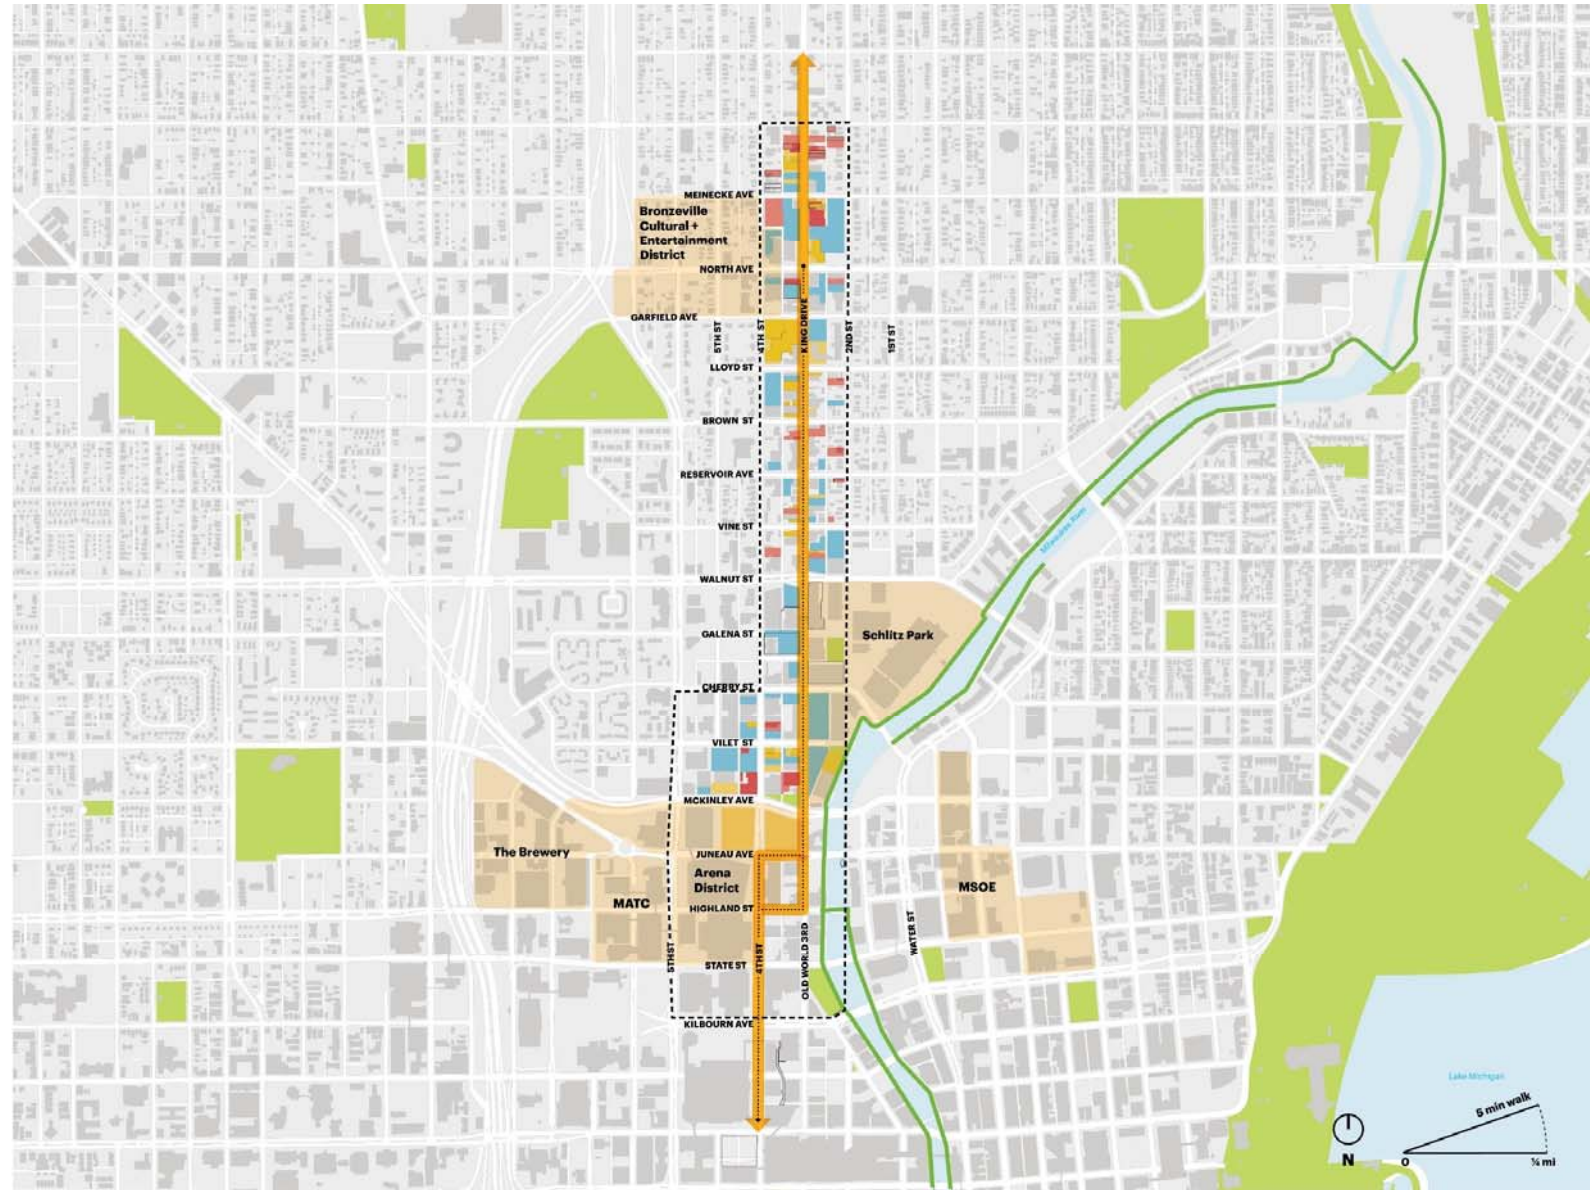 MEINECKE AVE
Bronzeville
Cultural +
Entertainment
District
NORTH AVE
GARFIELD AVE
5TH ST
4TH ST
KING DRIVE
2ND ST
1ST ST
LLOYD ST
BROWN ST
RESERVOIR AVE
VINE ST
Milwaukee River
WALNUT ST
GALENA ST
Schlitz Park
CHERRY ST
VILET ST
MCKINLEY AVE
The Brewery
JUNEAU AVE
Arena
District
MATC
HIGHLAND ST
MSOE
5TH ST
4TH ST
OLD WORLD 3RD
WATER ST
STATE ST
KILBOURN AVE
Lake Michigan
5 min walk
N
0
¼ mi